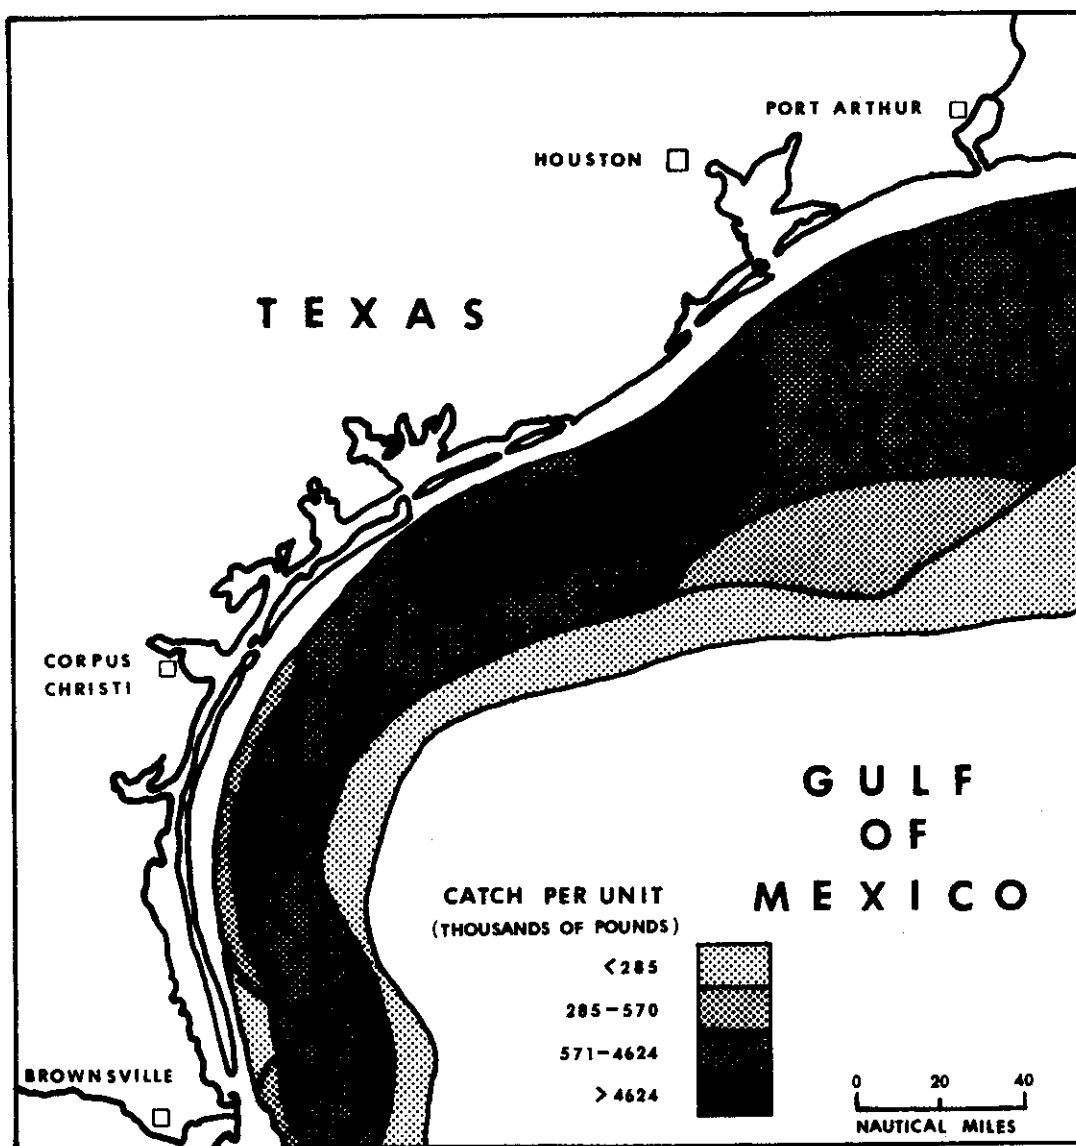 PORT ARTHUR
HOUSTON
TEXAS
CORPUS
CHRISTI
GULF
OF
MEXICO
CATCH PER UNIT
(THOUSANDS OF POUNDS)
<285
285-570
571-4624
>4624
BROWNSVILLE
0 20 40
NAUTICAL MILES